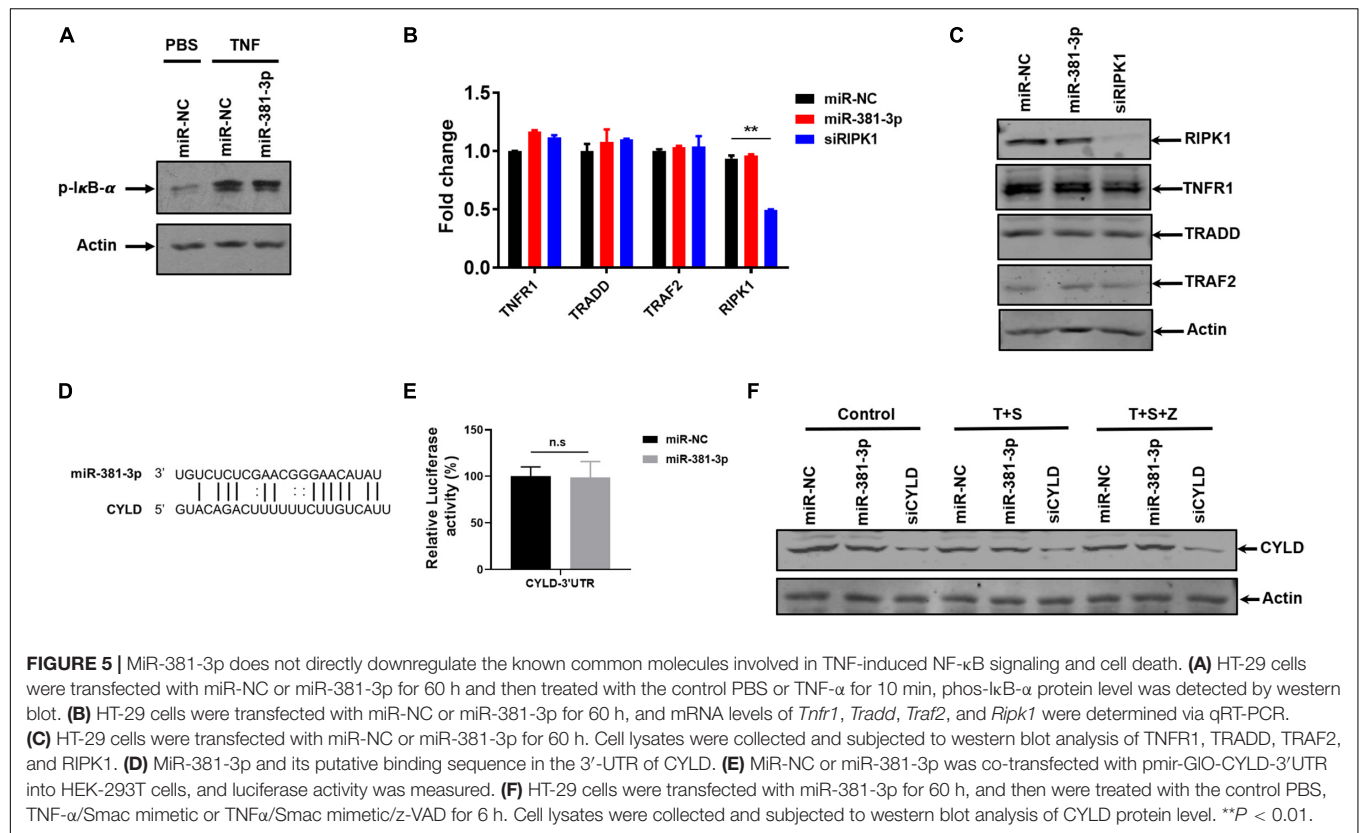 A
PBS
TNF
miR-NC
miR-NC
miR-381-3p
p-IκB-α
Actin
B
Fold change
1.5
1.0
0.5
0.0
TNFR1
TRADD
TRAF2
RIPK1
**
miR-NC
miR-381-3p
siRIPK1
C
miR-NC
miR-381-3p
siRIPK1
RIPK1
TNFR1
TRADD
TRAF2
Actin
D
miR-381-3p 3' UGUCUCUCGAACGGGAACAUAU
CYLD 5' GUACAGACUUUUUUCUUGUCAUU
E
Relative Luciferase
activity (%)
150
100
50
0
n.s
CYLD-3'UTR
miR-NC
miR-381-3p
F
Control
T+S
T+S+Z
miR-NC
miR-381-3p
siCYLD
miR-NC
miR-381-3p
siCYLD
miR-NC
miR-381-3p
siCYLD
CYLD
Actin
FIGURE 5 | MiR-381-3p does not directly downregulate the known common molecules involved in TNF-induced NF-κB signaling and cell death. (A) HT-29 cells
were transfected with miR-NC or miR-381-3p for 60 h and then treated with the control PBS or TNF-α for 10 min, phos-IκB-α protein level was detected by western
blot. (B) HT-29 cells were transfected with miR-NC or miR-381-3p for 60 h, and mRNA levels of Tnfr1, Tradd, Traf2, and Ripk1 were determined via qRT-PCR.
(C) HT-29 cells were transfected with miR-NC or miR-381-3p for 60 h. Cell lysates were collected and subjected to western blot analysis of TNFR1, TRADD, TRAF2,
and RIPK1. (D) MiR-381-3p and its putative binding sequence in the 3′-UTR of CYLD. (E) MiR-NC or miR-381-3p was co-transfected with pmir-GlO-CYLD-3′UTR
into HEK-293T cells, and luciferase activity was measured. (F) HT-29 cells were transfected with miR-381-3p for 60 h, and then were treated with the control PBS,
TNF-α/Smac mimetic or TNFα/Smac mimetic/z-VAD for 6 h. Cell lysates were collected and subjected to western blot analysis of CYLD protein level. **P < 0.01.